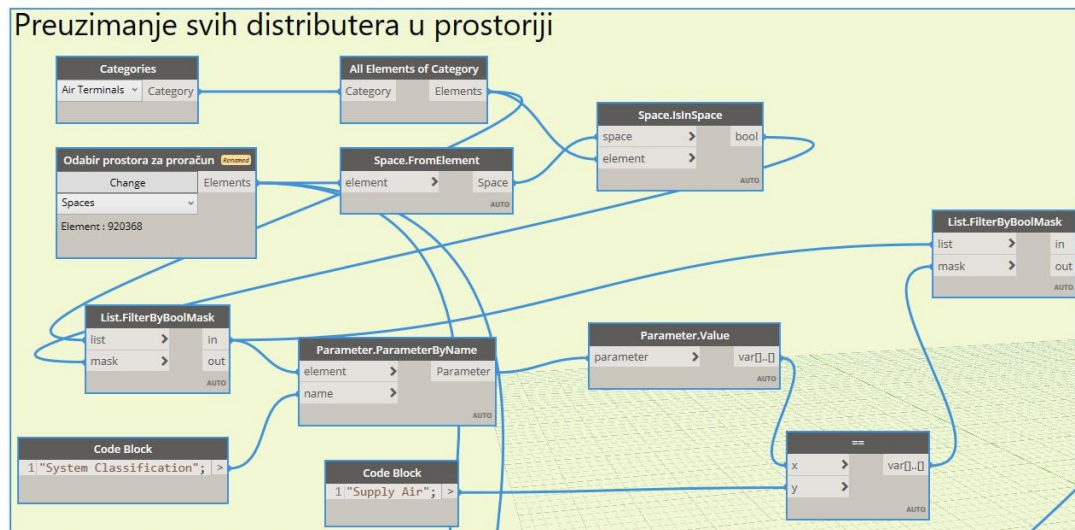 Preuzimanje svih distributera u prostoriji
Categories
Air Terminals Category
All Elements of Category
Category Elements
Space.IsInSpace
space > bool
element >
AUTO
Odabir prostora za proračun Renamed
Change Elements
Spaces
Element : 920368
Space.FromElement
element > Space
AUTO
List.FilterByBoolMask
list > in
mask > out
AUTO
List.FilterByBoolMask
list > in
mask > out
AUTO
Parameter.ParameterByName
element > Parameter
name >
AUTO
Parameter.Value
parameter > var[]..[]
AUTO
Code Block
1 "System Classification"; >
Code Block
1 "Supply Air"; >
==
x > var[]..[]
y >
AUTO